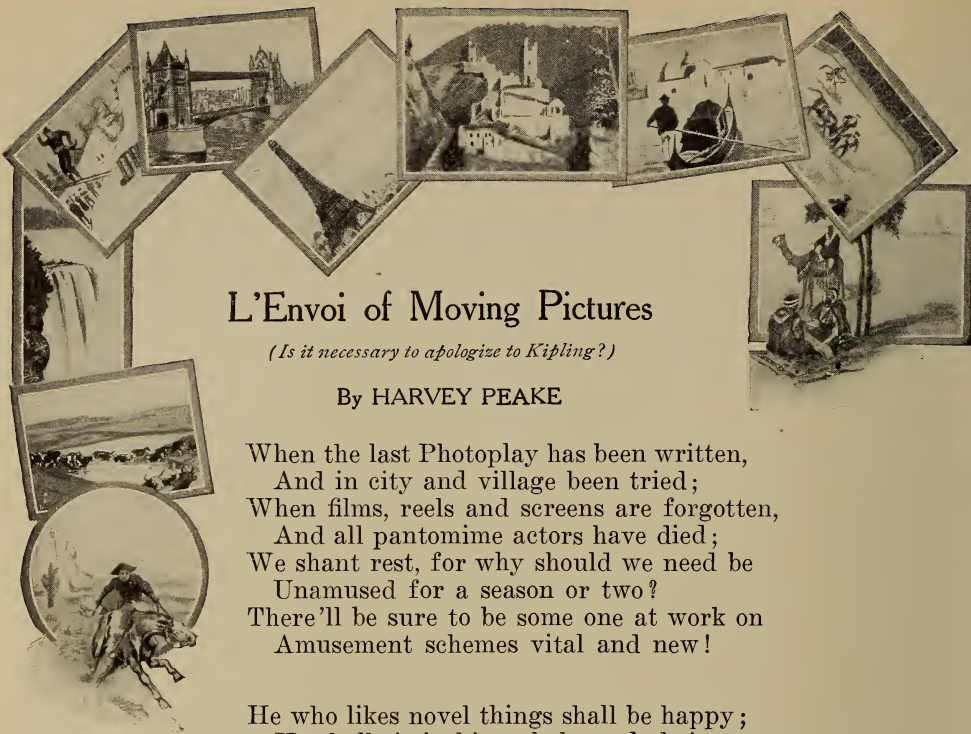 L'Envoi of Moving Pictures
(Is it necessary to apologize to Kipling?)
By HARVEY PEAKE
When the last Photoplay has been written,
And in city and village been tried;
When films, reels and screens are forgotten,
And all pantomime actors have died;
We shant rest, for why should we need be
Unamused for a season or two?
There'll be sure to be some one at work on
Amusement schemes vital and new!
He who likes novel things shall be happy;